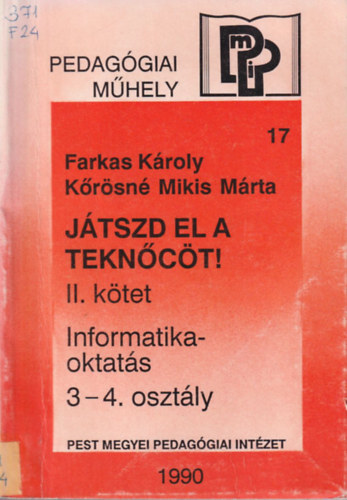 371
F24
PEDAGÓGIAI
MŰHELY
PMPI
17
Farkas Károly
Kőrösné Mikis Márta
JÁTSZD EL A
TEKNŐCÖT!
II. kötet
Informatika-
oktatás
3–4. osztály
PEST MEGYEI PEDAGÓGIAI INTÉZET
1990